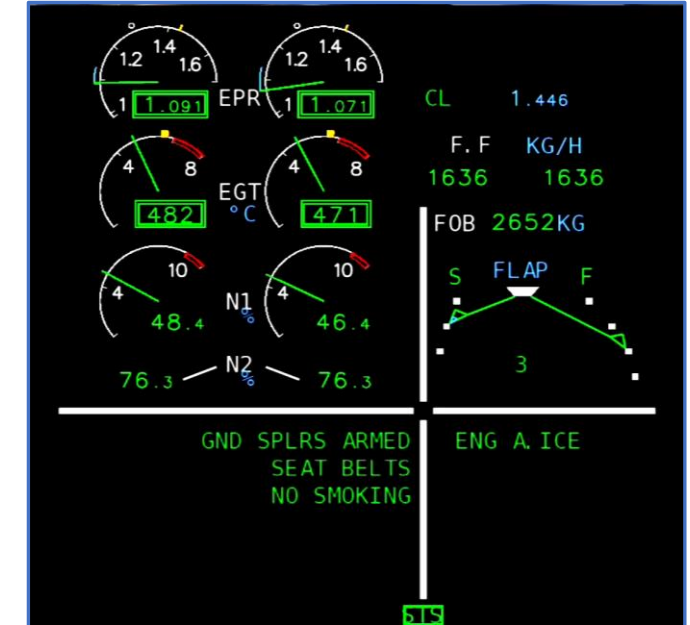 1 1.2 1.4 1.6
1.091
EPR
1 1.2 1.4 1.6
1.071
CL 1.446
F.F KG/H
1636 1636
4 8
482
EGT
°C
4 8
471
FOB 2652KG
S FLAP F
3
4 10
48.4
N1
%
4 10
46.4
76.3
N2
%
76.3
GND SPLRS ARMED
SEAT BELTS
NO SMOKING
ENG A.ICE
STS